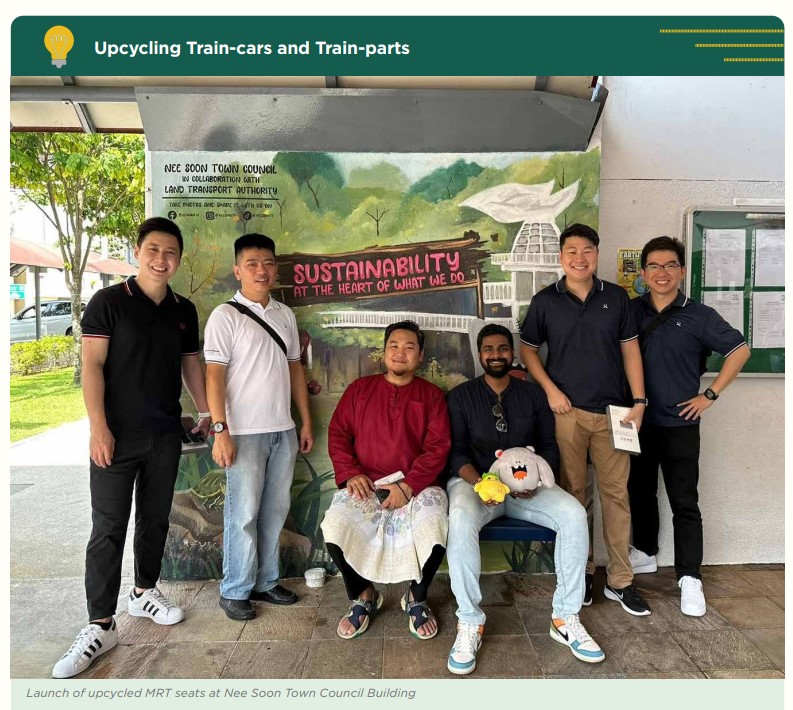 Upcycling Train-cars and Train-parts
NEE SOON TOWN COUNCIL
IN COLLABORATION WITH
LAND TRANSPORT AUTHORITY
TAKE PHOTOS AND SHARE IT WITH US ON
SUSTAINABILITY
AT THE HEART OF WHAT WE DO
Launch of upcycled MRT seats at Nee Soon Town Council Building